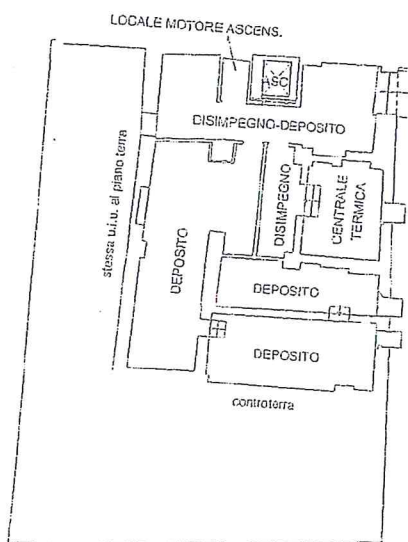 LOCALE MOTORE ASCENS.
ASC
DISIMPEGNO-DEPOSITO
stessa u.i.u. al piano terra
DEPOSITO
DISIMPEGNO
CENTRALE
TERMICA
DEPOSITO
DEPOSITO
controterra